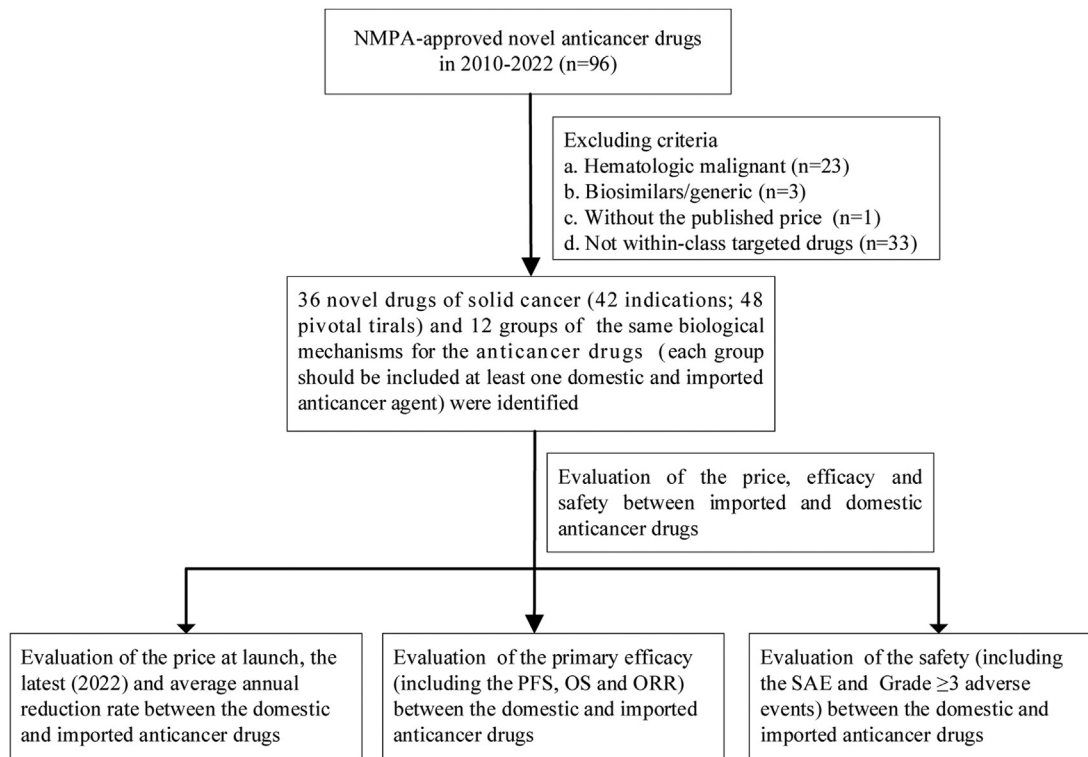 NMPA-approved novel anticancer drugs
in 2010-2022 (n=96)
Excluding criteria
a. Hematologic malignant (n=23)
b. Biosimilars/generic (n=3)
c. Without the published price (n=1)
d. Not within-class targeted drugs (n=33)
36 novel drugs of solid cancer (42 indications; 48
pivotal tirals) and 12 groups of the same biological
mechanisms for the anticancer drugs (each group
should be included at least one domestic and imported
anticancer agent) were identified
Evaluation of the price, efficacy and
safety between imported and domestic
anticancer drugs
Evaluation of the price at launch, the
latest (2022) and average annual
reduction rate between the domestic
and imported anticancer drugs
Evaluation of the primary efficacy
(including the PFS, OS and ORR)
between the domestic and imported
anticancer drugs
Evaluation of the safety (including
the SAE and Grade ≥3 adverse
events) between the domestic and
imported anticancer drugs